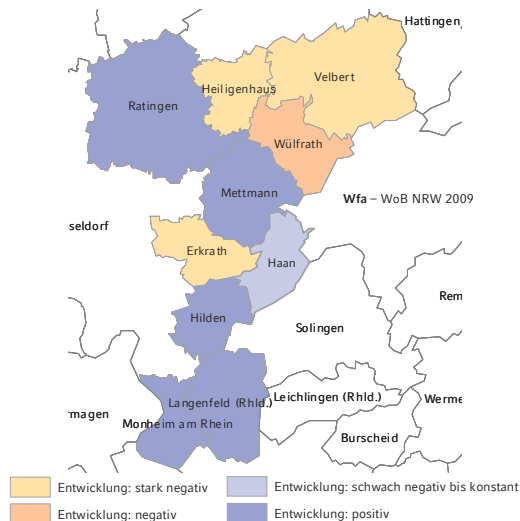 Hattingen
Velbert
Heiligenhaus
Ratingen
Wülfrath
Mettmann
Wfa – WoB NRW 2009
seldorf
Erkrath
Haan
Rem
Hilden
Solingen
Leichlingen (Rhld.)
Werme
Langenfeld (Rhld.)
rmagen
Monheim am Rhein
Burscheid
Entwicklung: stark negativ
Entwicklung: schwach negativ bis konstant
Entwicklung: negativ
Entwicklung: positiv